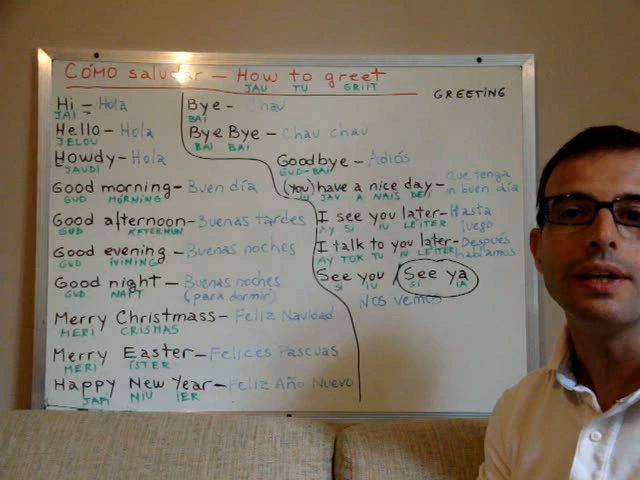 CÓMO saludar - How to greet
JAU TU GRIIT
GREETING
Hi - Hola
JAI
Hello - Hola
JELOU
Howdy - Hola
JAUDI
Good morning - Buen día
GUD MORNING
Good afternoon - Buenas tardes
GUD AFTERNUN
Good evening - Buenas noches
GUD IVINING
Good night - Buenas noches
GUD NAIT (para dormir)
Merry Christmass - Feliz Navidad
MERI CRISMAS
Merry Easter - Felices Pascuas
MERI ISTER
Happy New Year - Feliz Año Nuevo
JAPI NIU IER
Bye - Chau
BAI
Bye Bye - Chau chau
BAI BAI
Goodbye - Adiós
GUD-BAI
(you) have a nice day - que tenga
IU JAV A NAIS DEII un buen día
I see you later - Hasta
AY SI IU LEITER luego
I talk to you later - Después
AY TOK TU IU LEITER hablamos
See you / See ya
SI IU SI IA
Nos vemos